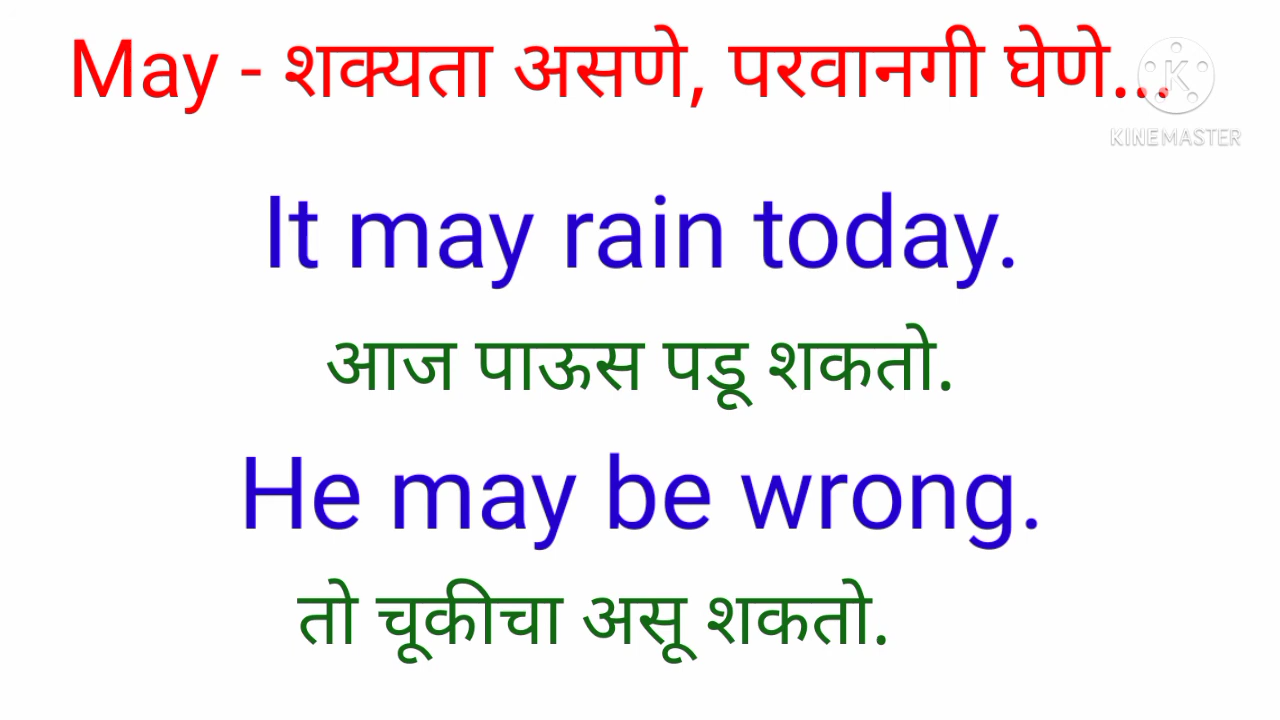 May - शक्यता असणे, परवानगी घेणे...
KINEMASTER
It may rain today.
आज पाऊस पडू शकतो.
He may be wrong.
तो चूकीचा असू शकतो.